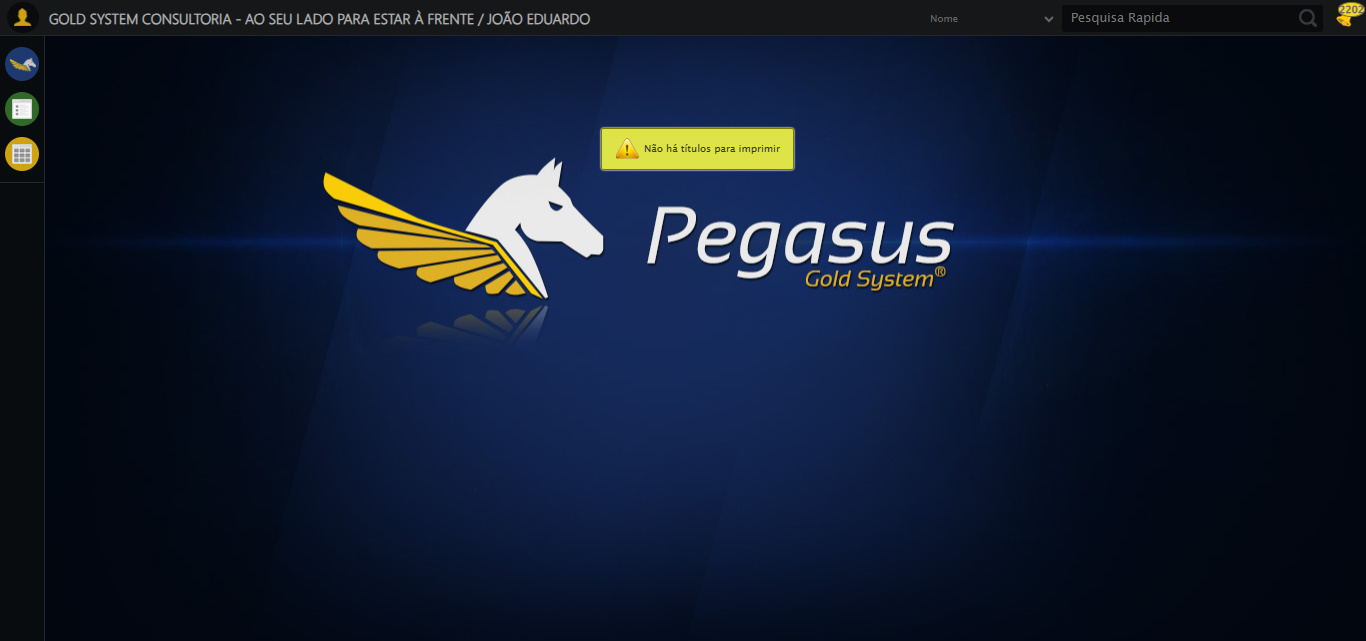 GOLD SYSTEM CONSULTORIA - AO SEU LADO PARA ESTAR À FRENTE / JOÃO EDUARDO
Nome
Pesquisa Rapida
2202
Não há títulos para imprimir
Pegasus
Gold System®